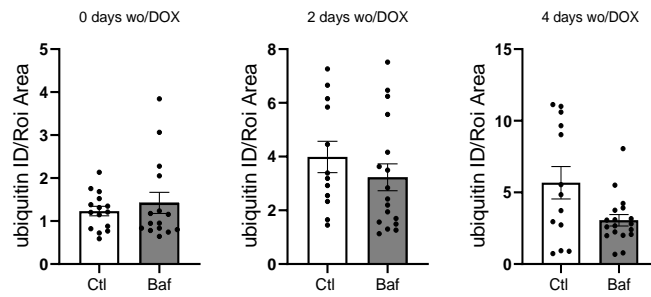 0 days wo/DOX
2 days wo/DOX
4 days wo/DOX
ubiquitin ID/Roi Area
5
4
3
2
1
0
Ctl
Baf
ubiquitin ID/Roi Area
8
6
4
2
0
Ctl
Baf
ubiquitin ID/Roi Area
15
10
5
0
Ctl
Baf